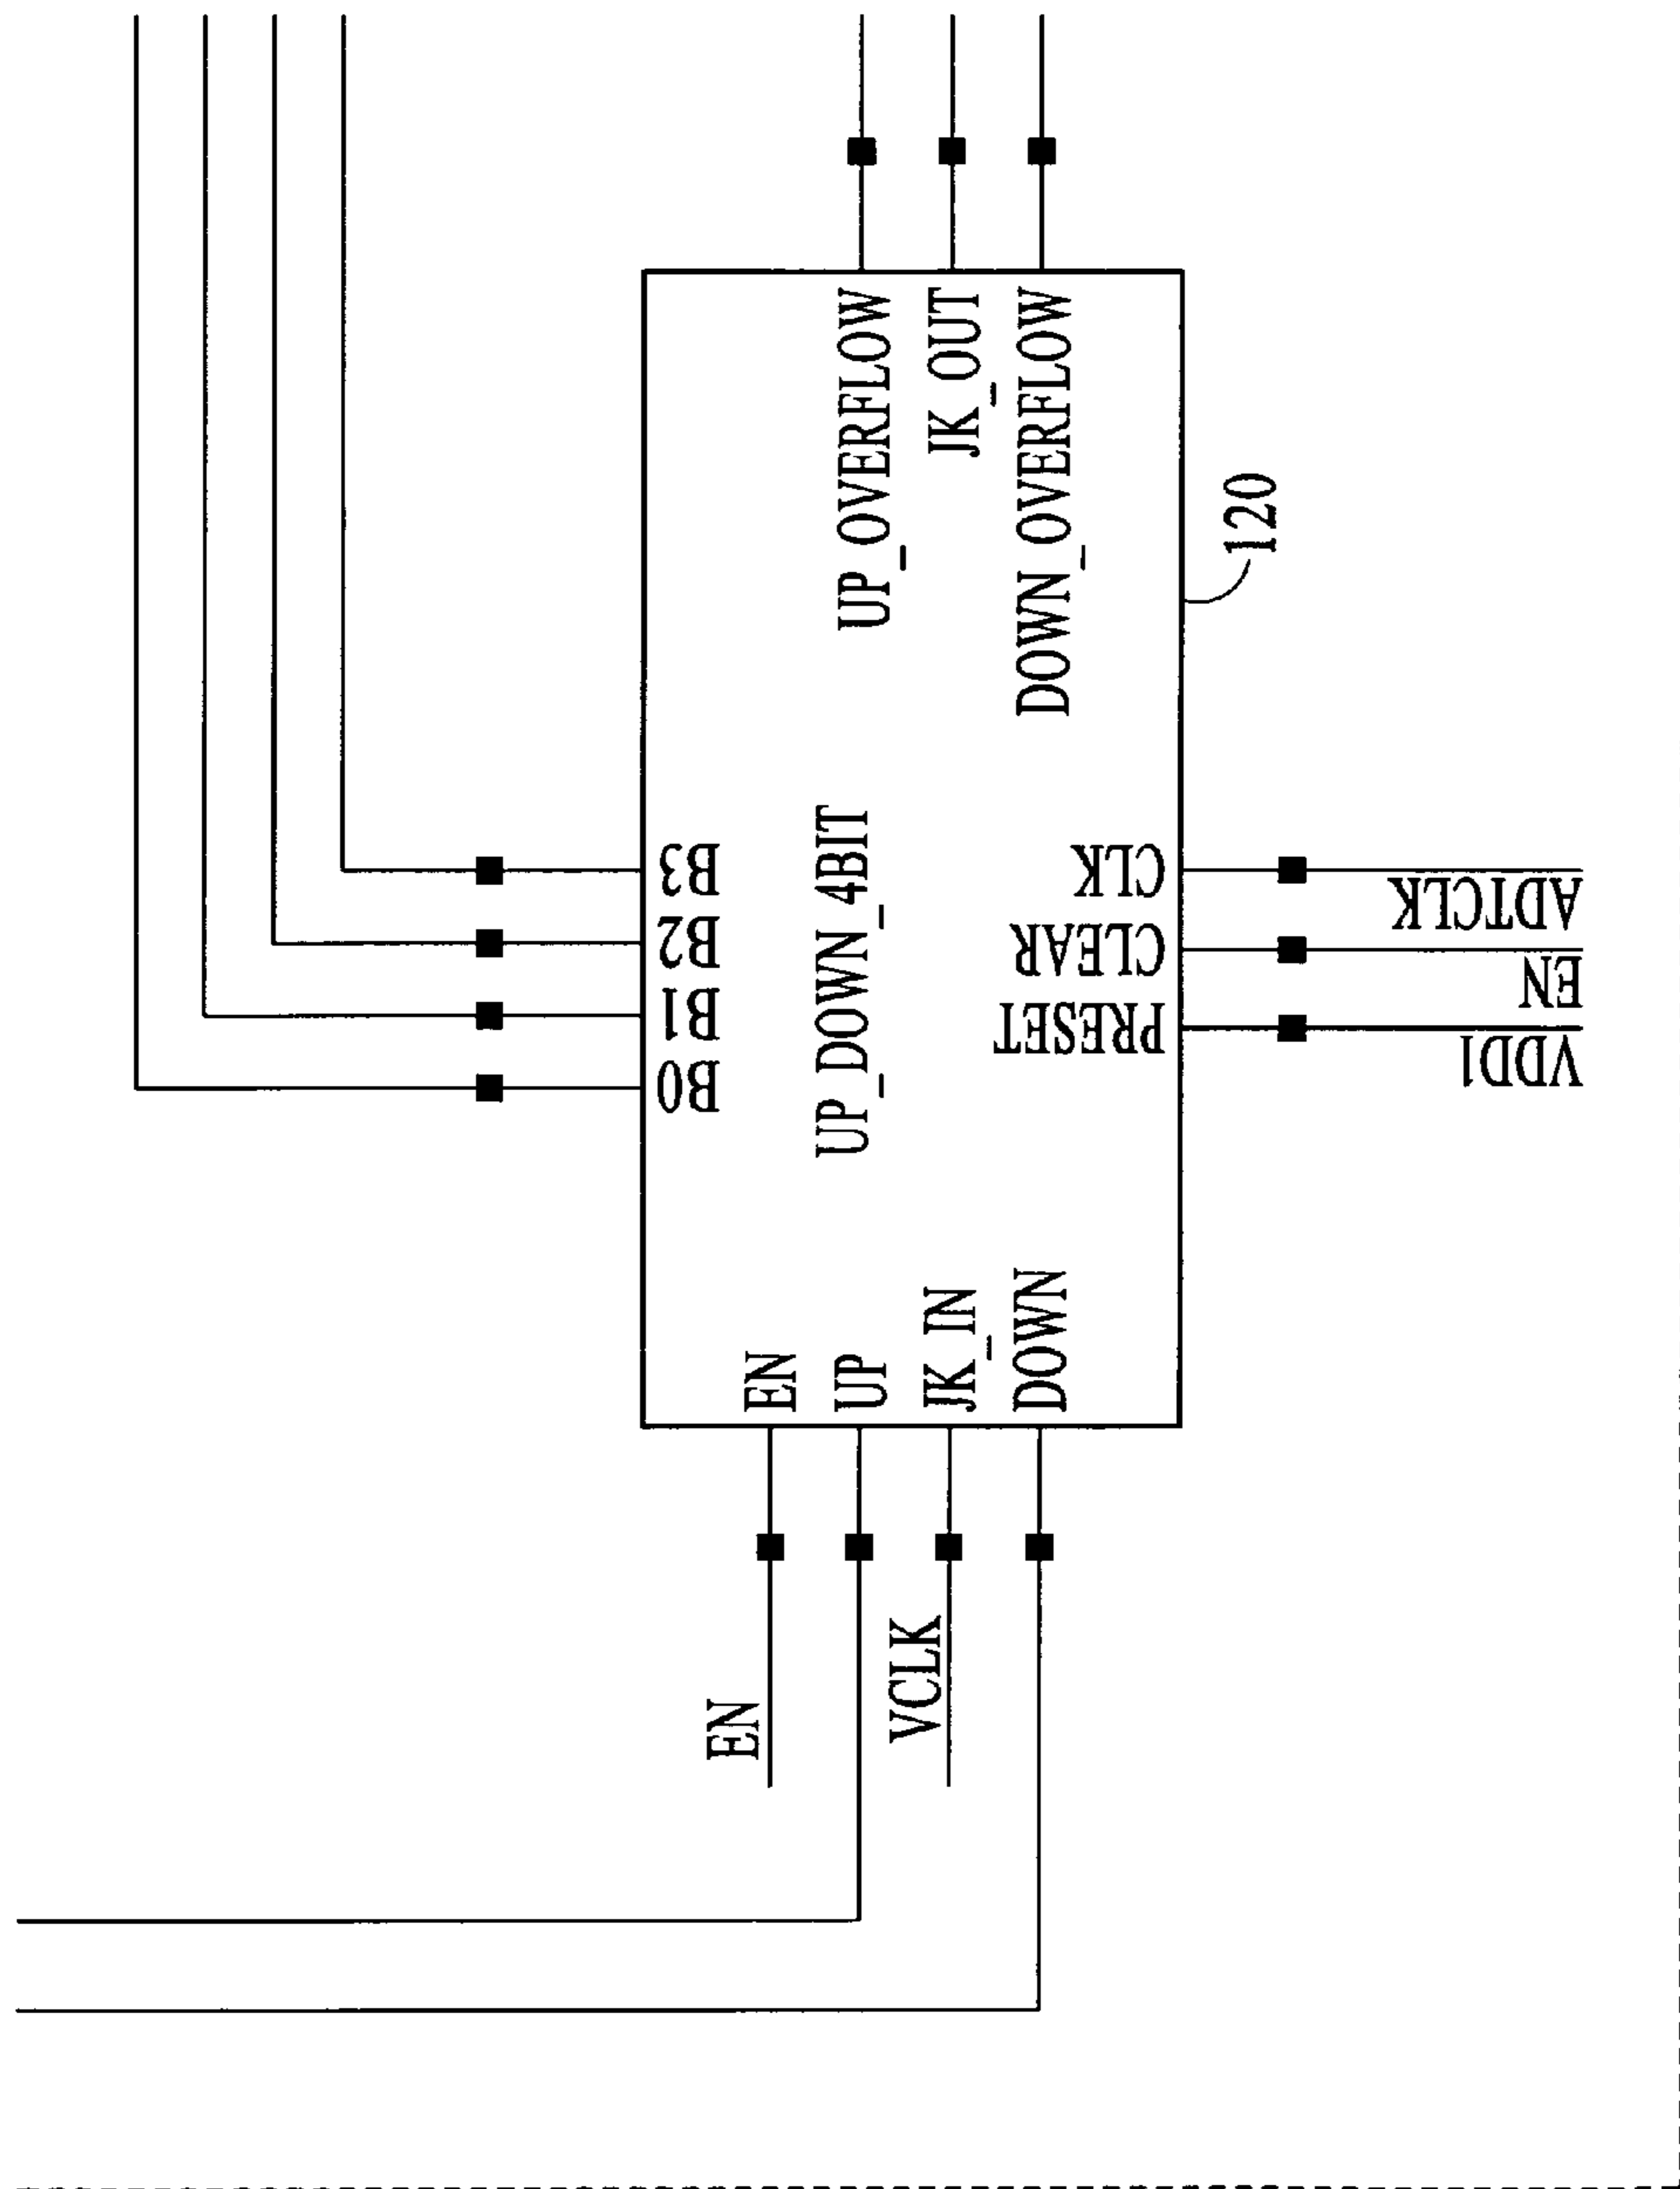 B0
B1
B2
B3
EN
EN
UP
UP_DOWN_4BIT
UP_OVERFLOW
VCLK
JK_IN
JK_OUT
DOWN
DOWN_OVERFLOW
PRESET
CLEAR
CLK
120
VDD1
EN
ADTCLK